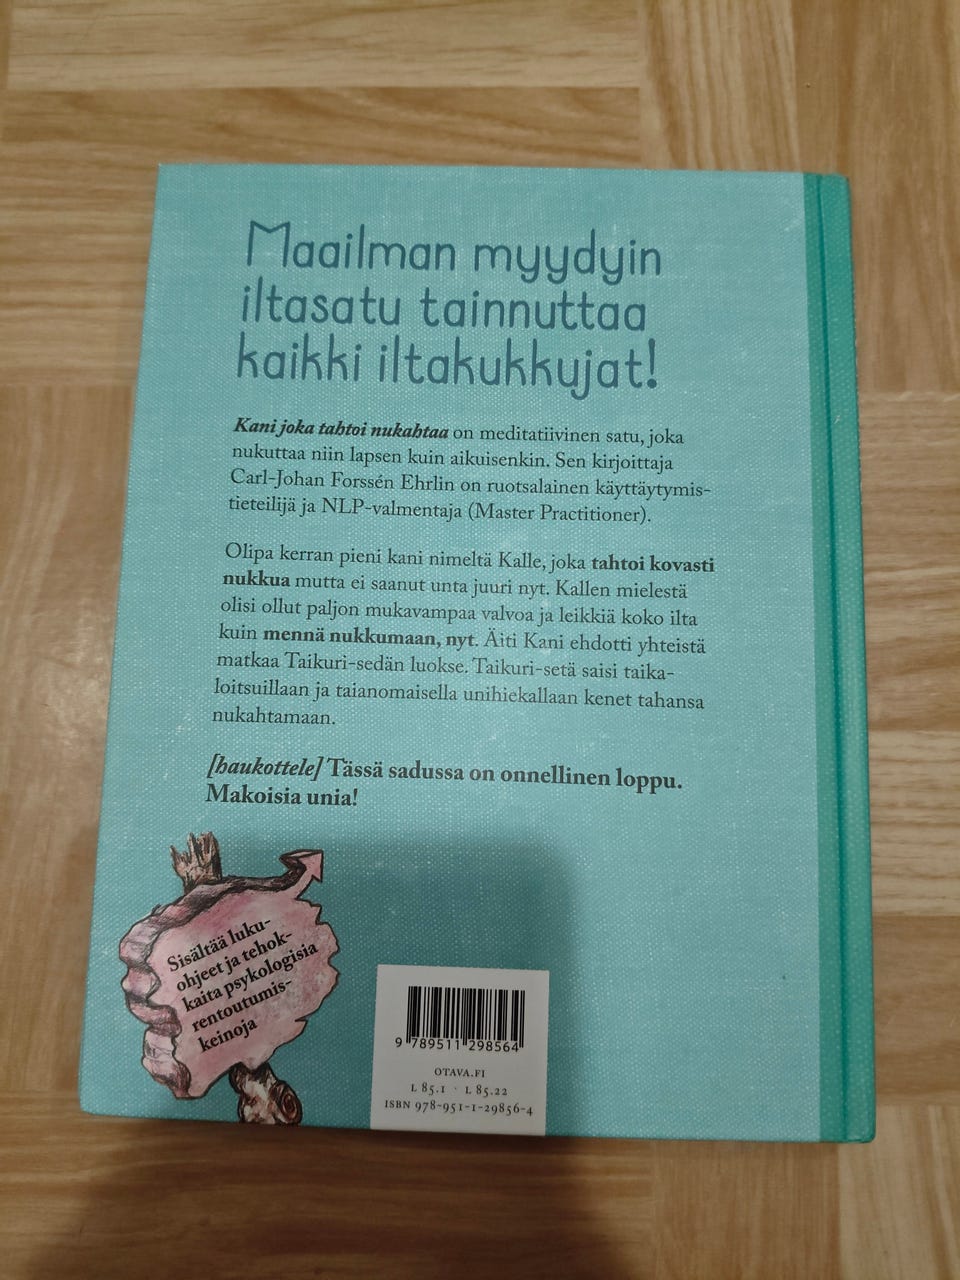 Maailman myydyin
iltasatu tainnuttaa
kaikki iltakukkujat!
Kani joka tahtoi nukahtaa on meditatiivinen satu, joka
nukuttaa niin lapsen kuin aikuisenkin. Sen kirjoittaja
Carl-Johan Forssén Ehrlin on ruotsalainen käyttäytymis-
tieteilijä ja NLP-valmentaja (Master Practitioner).
Olipa kerran pieni kani nimeltä Kalle, joka tahtoi kovasti
nukkua mutta ei saanut unta juuri nyt. Kallen mielestä
olisi ollut paljon mukavampaa valvoa ja leikkiä koko ilta
kuin mennä nukkumaan, nyt. Äiti Kani ehdotti yhteistä
matkaa Taikuri-sedän luokse. Taikuri-setä saisi taika-
loitsuillaan ja taianomaisella unihiekallaan kenet tahansa
nukahtamaan.
[haukottele] Tässä sadussa on onnellinen loppu.
Makoisia unia!
Sisältää luku-
ohjeet ja tehok-
kaita psykologisia
rentoutumis-
keinoja
9 789511 298564
OTAVA.FI
L 85.1 · L 85.22
ISBN 978-951-1-29856-4